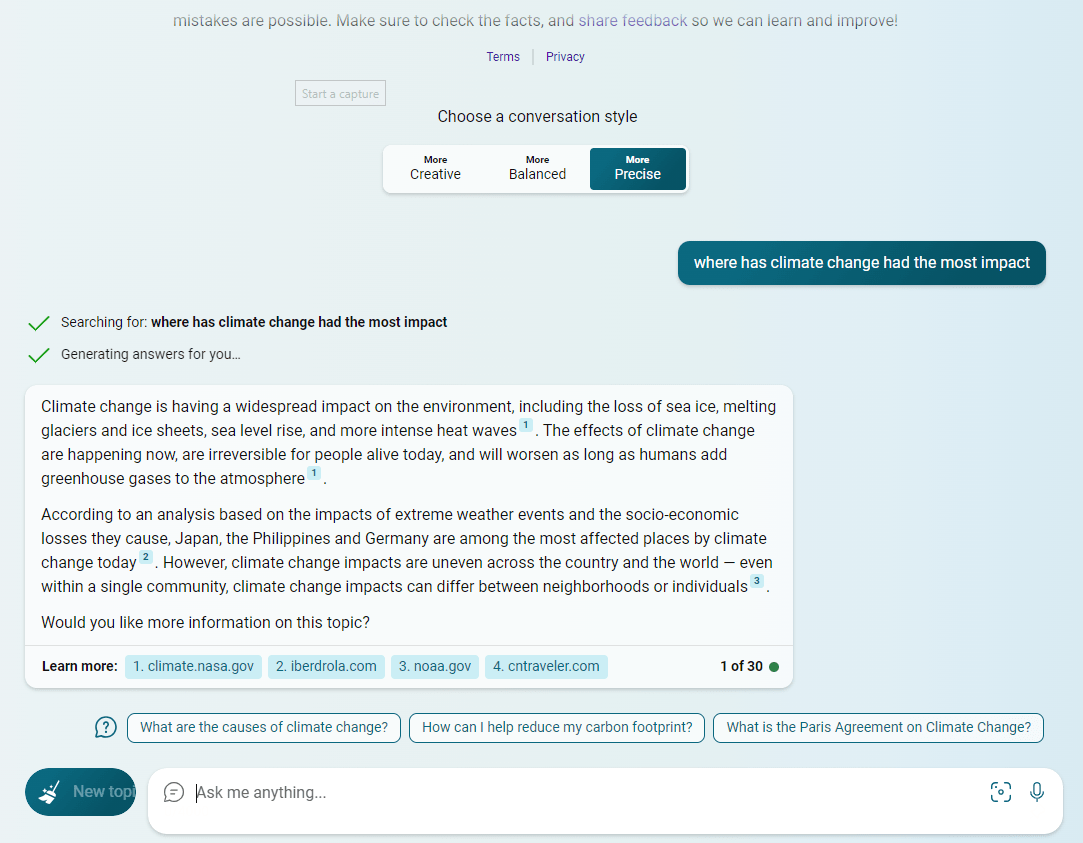 mistakes are possible. Make sure to check the facts, and share feedback so we can learn and improve!
Terms Privacy
Start a capture
Choose a conversation style
More
Creative
More
Balanced
More
Precise
where has climate change had the most impact
Searching for: where has climate change had the most impact
Generating answers for you...
Climate change is having a widespread impact on the environment, including the loss of sea ice, melting
glaciers and ice sheets, sea level rise, and more intense heat waves 1 . The effects of climate change
are happening now, are irreversible for people alive today, and will worsen as long as humans add
greenhouse gases to the atmosphere 1 .
According to an analysis based on the impacts of extreme weather events and the socio-economic
losses they cause, Japan, the Philippines and Germany are among the most affected places by climate
change today 2 . However, climate change impacts are uneven across the country and the world — even
within a single community, climate change impacts can differ between neighborhoods or individuals 3 .
Would you like more information on this topic?
Learn more: 1. climate.nasa.gov 2. iberdrola.com 3. noaa.gov 4. cntraveler.com 1 of 30
What are the causes of climate change? How can I help reduce my carbon footprint? What is the Paris Agreement on Climate Change?
New topi
Ask me anything...